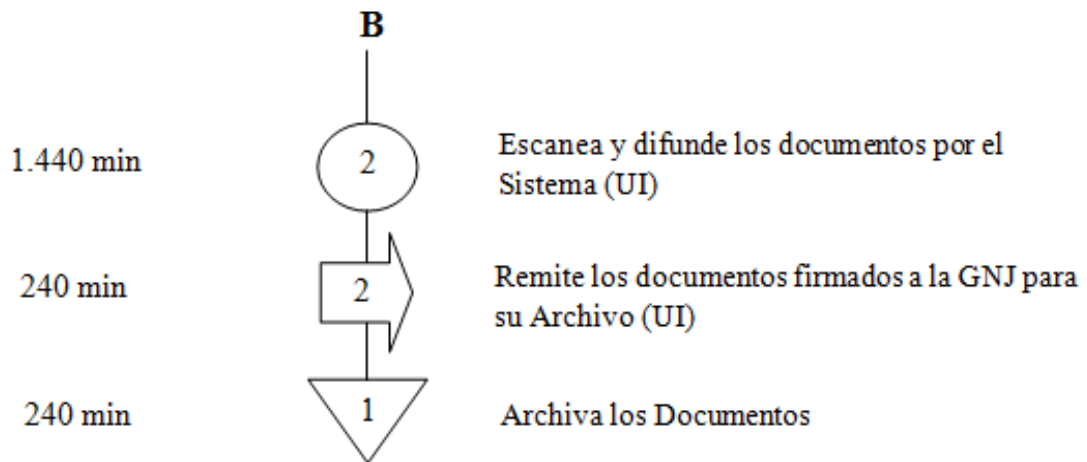 B
1.440 min
2
Escanea y difunde los documentos por el
Sistema (UI)
240 min
2
Remite los documentos firmados a la GNJ para
su Archivo (UI)
240 min
1
Archiva los Documentos